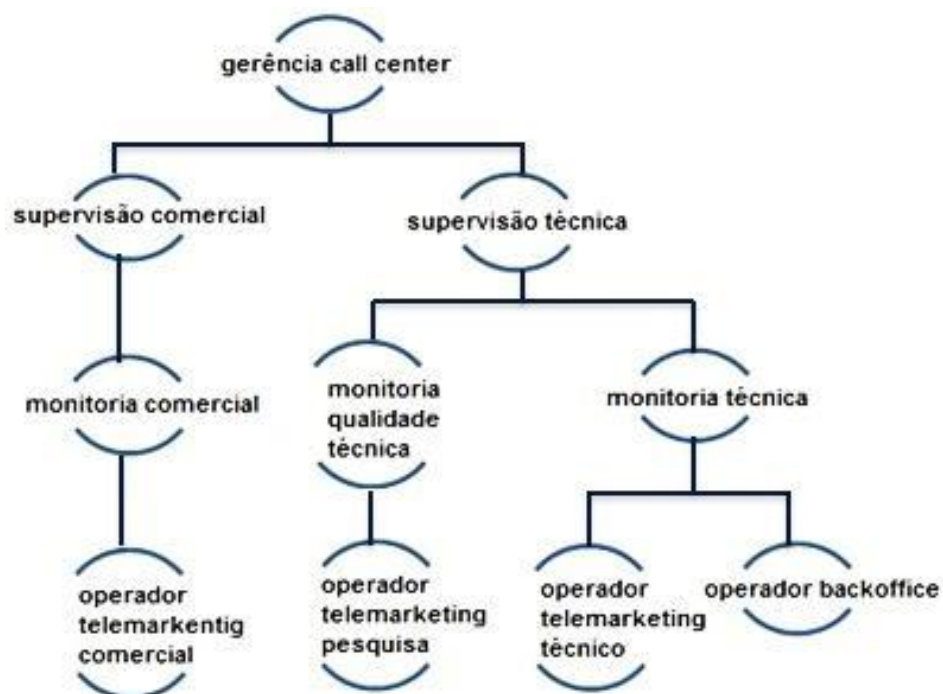 gerência call center
supervisão comercial
supervisão técnica
monitoria comercial
monitoria
qualidade
técnica
monitoria técnica
operador
telemarkentig
comercial
operador
telemarketing
pesquisa
operador
telemarketing
técnico
operador backoffice